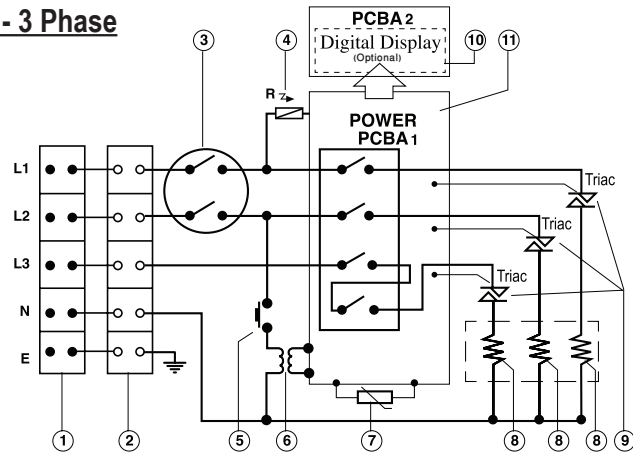 - 3 Phase
PCBA2
Digital Display
(Optional)
3
4
10
11
R
POWER
PCBA1
L1
Triac
L2
Triac
L3
Triac
N
E
1
2
5
6
7
8
8
8
9